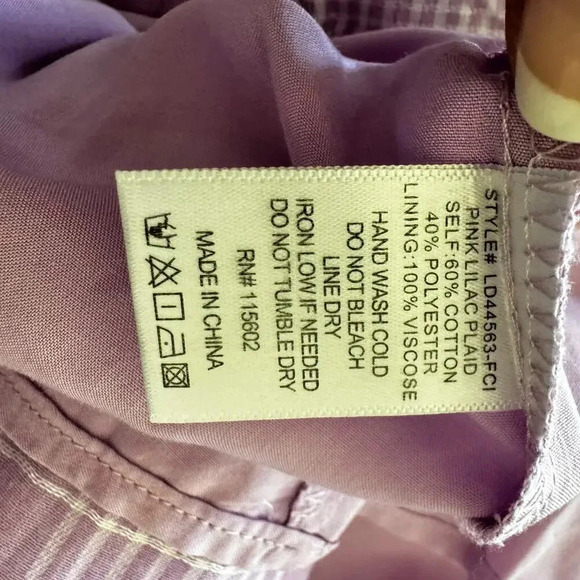 STYLE# LD44563-FCI
PINK LILAC PLAID
SELF:60% COTTON
40% POLYESTER
LINING:100% VISCOSE
HAND WASH COLD
DO NOT BLEACH
LINE DRY
IRON LOW IF NEEDED
DO NOT TUMBLE DRY
RN# 115602
MADE IN CHINA